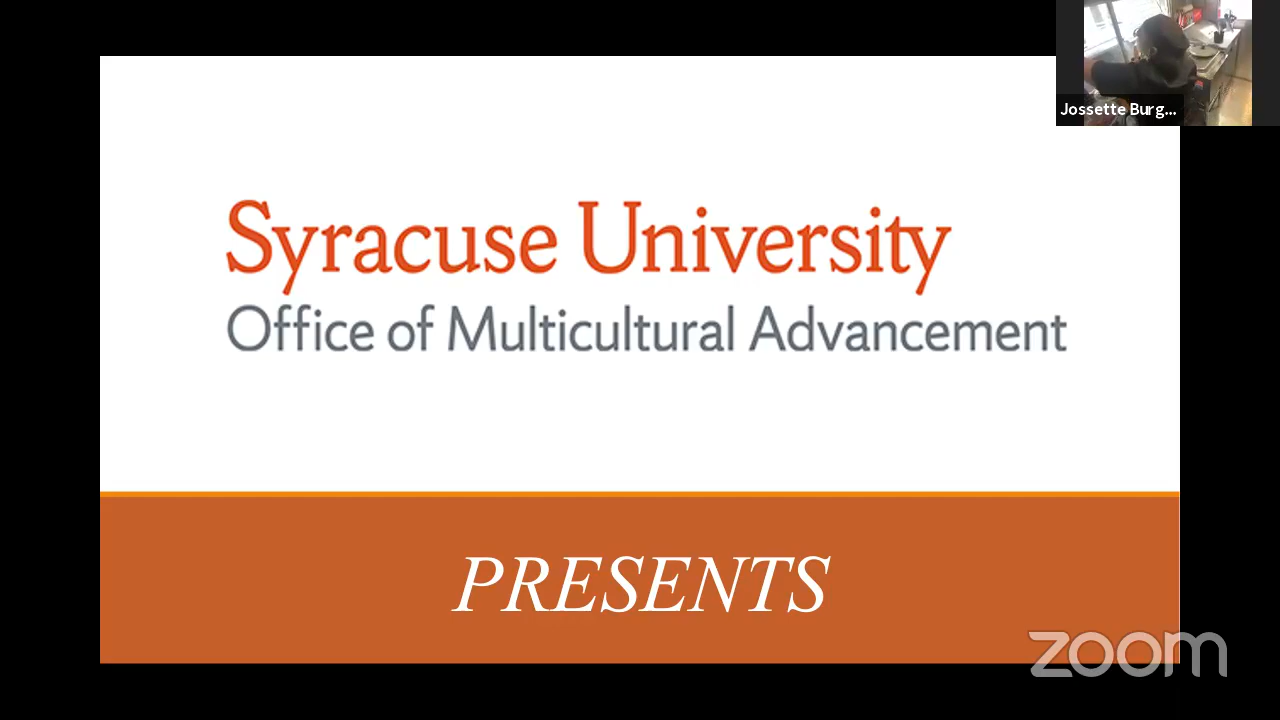 Jossette Burg...
Syracuse University
Office of Multicultural Advancement
PRESENTS
zoom